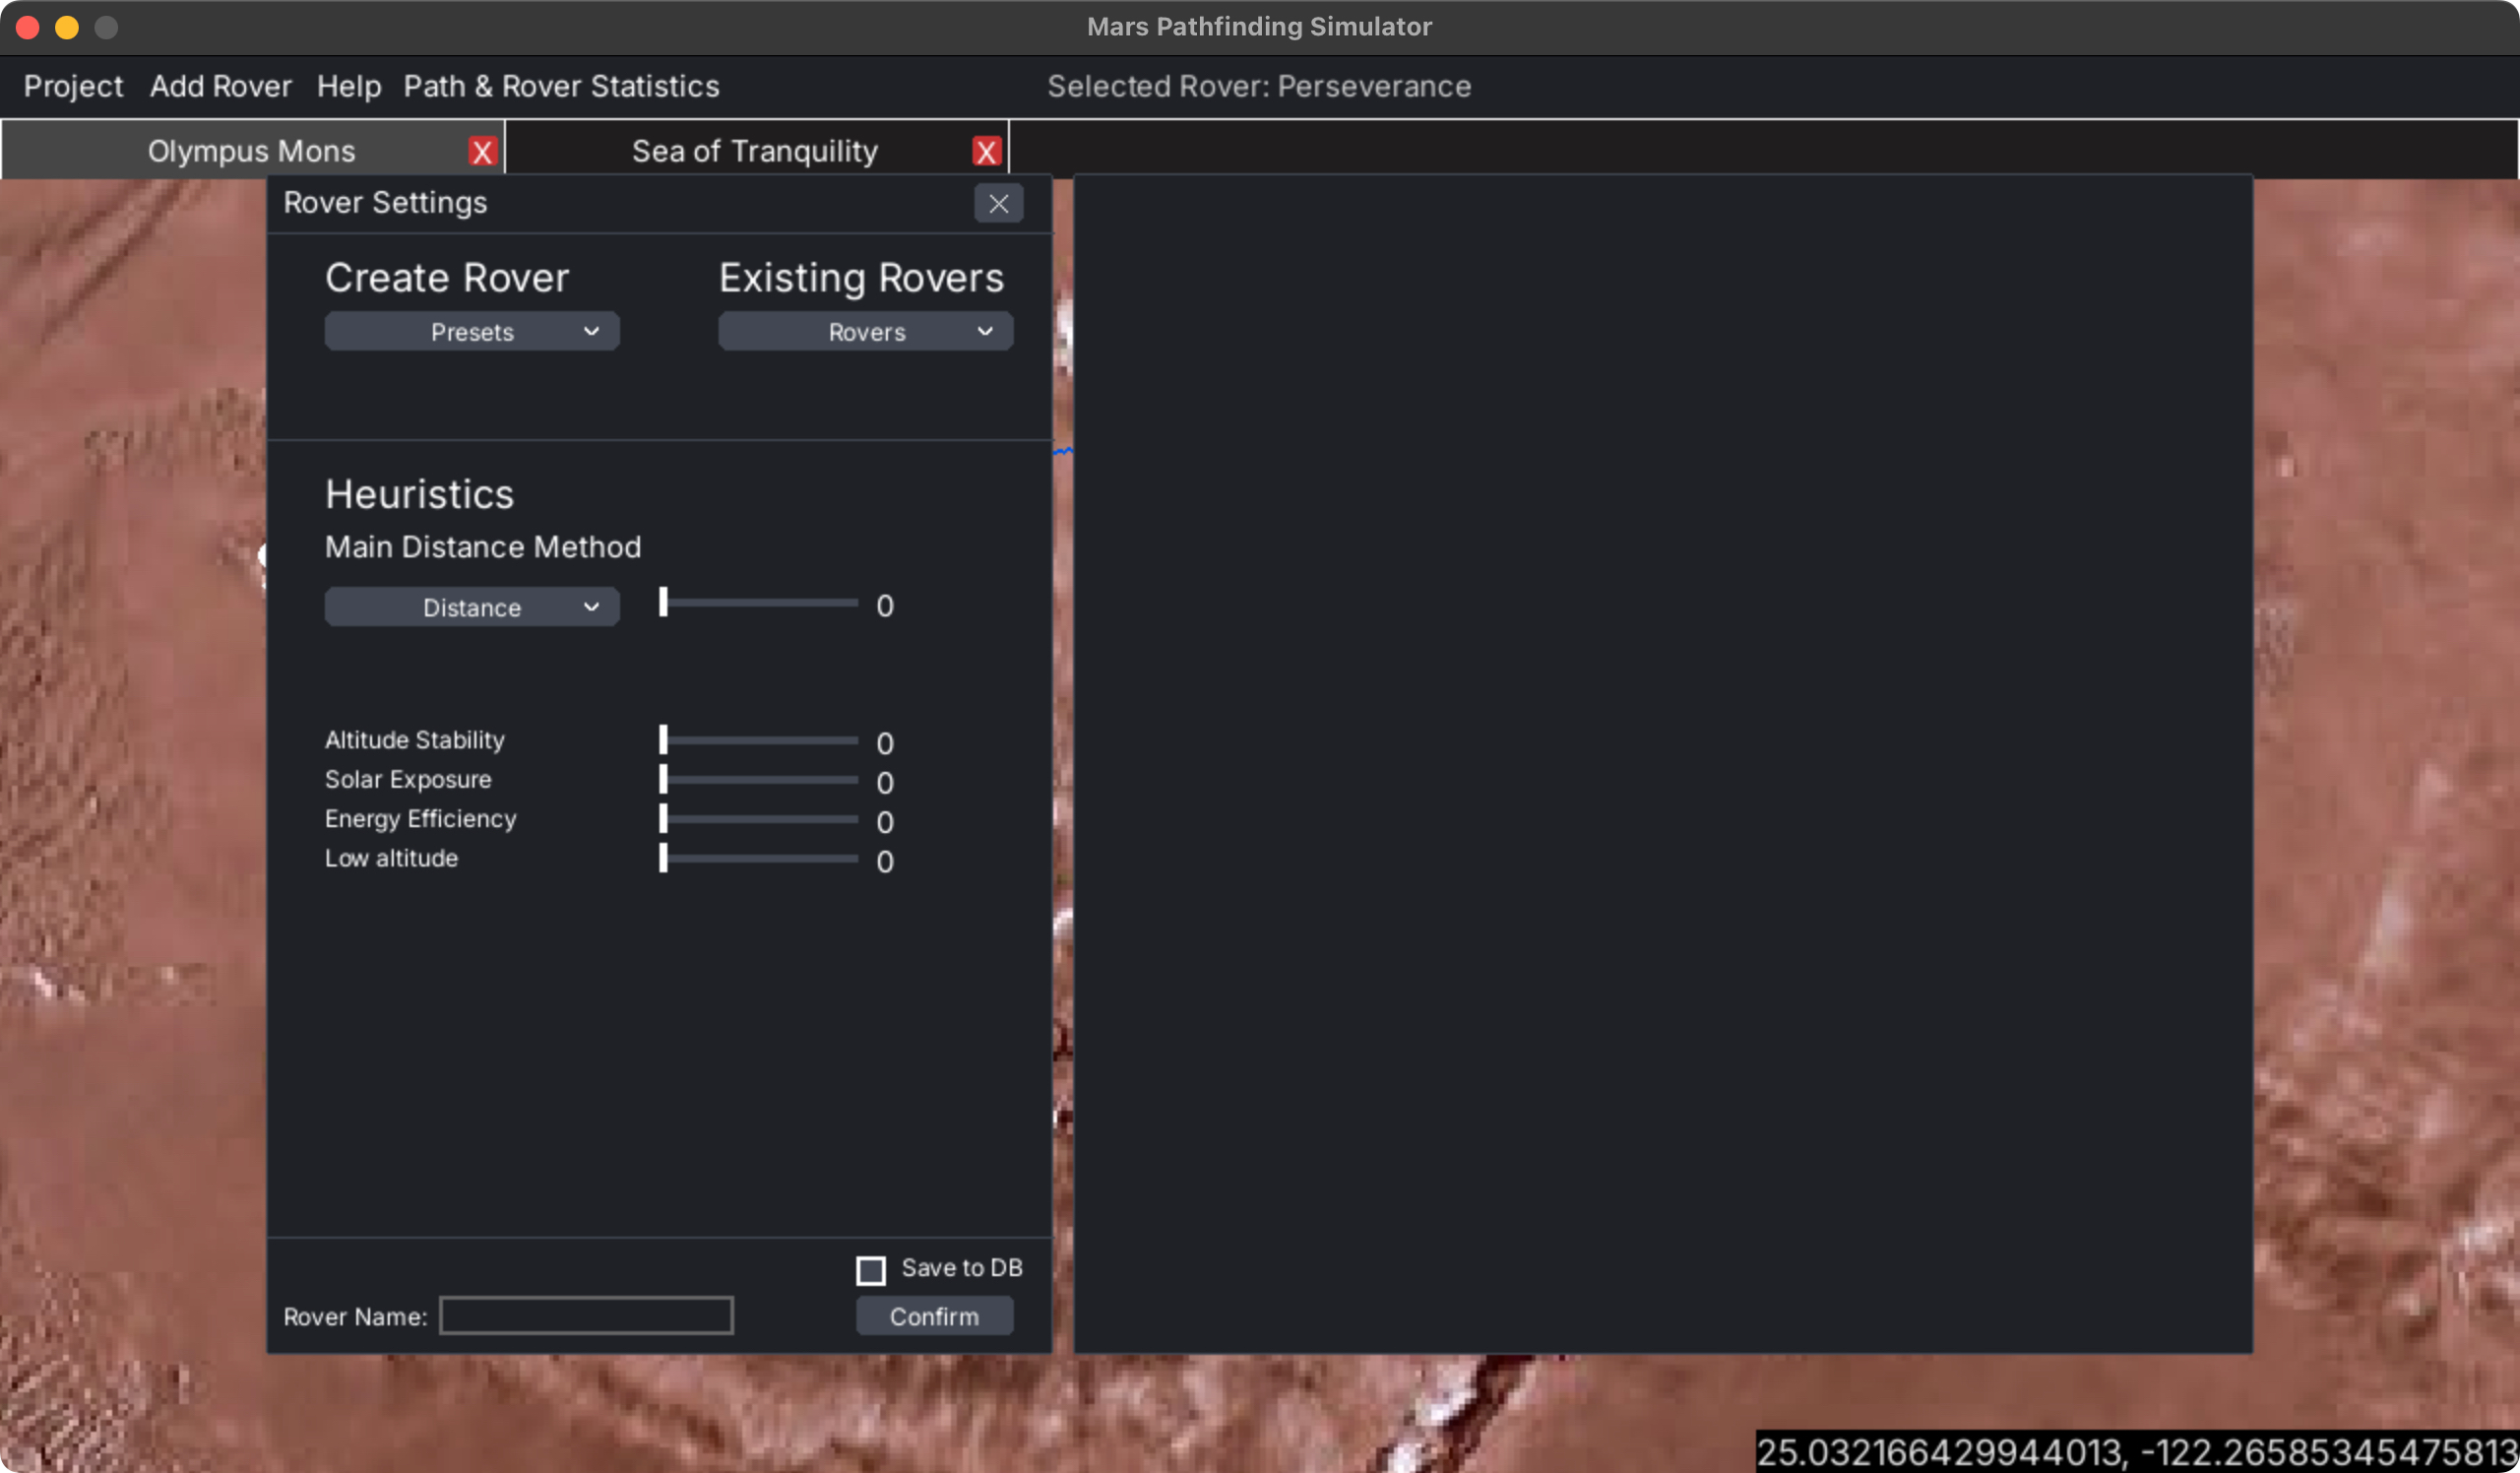 Mars Pathfinding Simulator
Project Add Rover Help Path & Rover Statistics Selected Rover: Perseverance
Olympus Mons X Sea of Tranquility X
Rover Settings
Create Rover Existing Rovers
Presets Rovers
Heuristics
Main Distance Method
Distance 0
Altitude Stability 0
Solar Exposure 0
Energy Efficiency 0
Low altitude 0
Save to DB
Rover Name: Confirm
25.032166429944013, -122.26585345475813